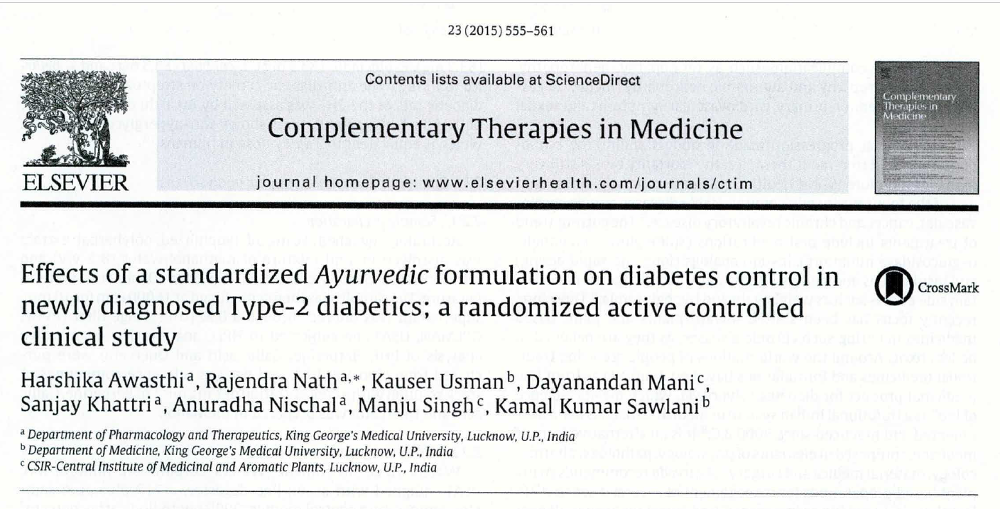 23 (2015) 555–561
Contents lists available at ScienceDirect
Complementary Therapies in Medicine
journal homepage: www.elsevierhealth.com/journals/ctim
ELSEVIER
Complementary
Therapies in
Medicine
Effects of a standardized Ayurvedic formulation on diabetes control in
newly diagnosed Type-2 diabetics; a randomized active controlled
clinical study
CrossMark
Harshika Awasthi a, Rajendra Nath a,*, Kauser Usman b, Dayanandan Mani c,
Sanjay Khattri a, Anuradha Nischal a, Manju Singh c, Kamal Kumar Sawlani b
a Department of Pharmacology and Therapeutics, King George's Medical University, Lucknow, U.P., India
b Department of Medicine, King George's Medical University, Lucknow, U.P., India
c CSIR-Central Institute of Medicinal and Aromatic Plants, Lucknow, U.P., India